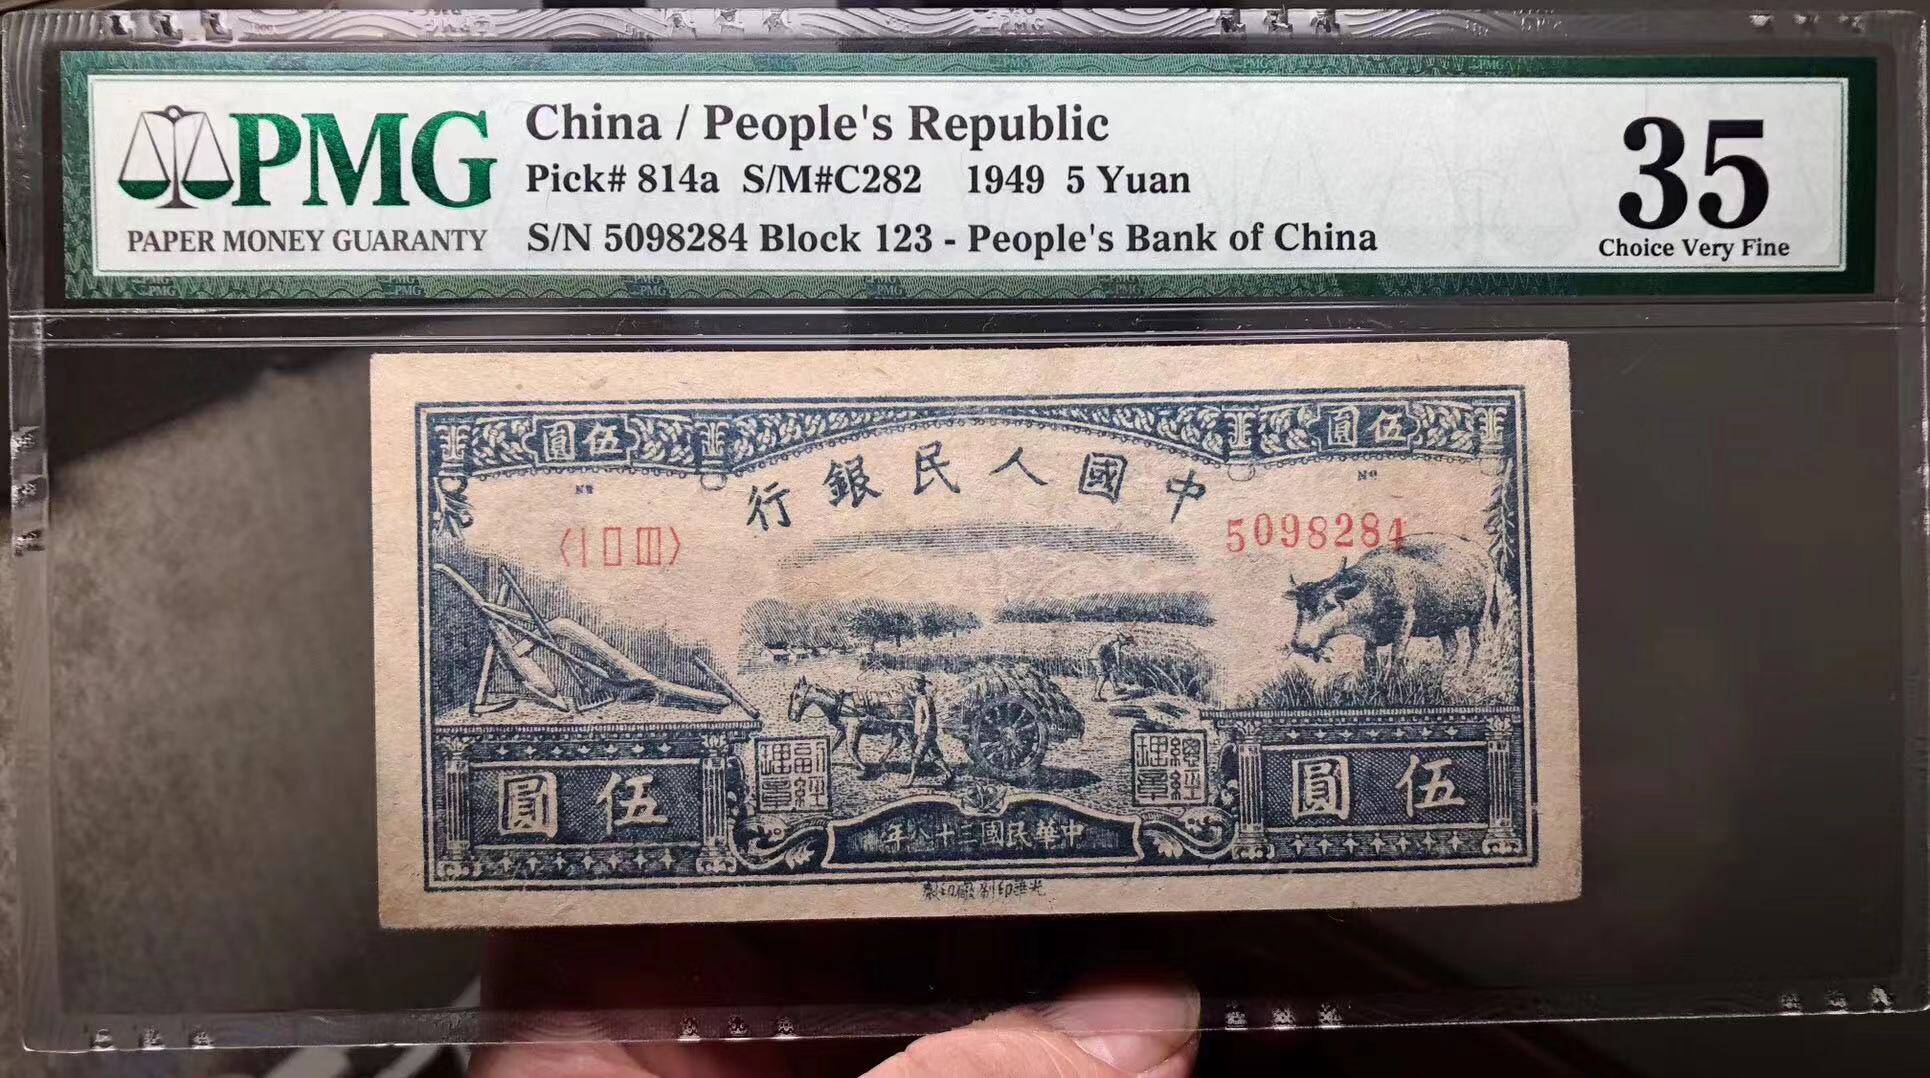 PMG
PAPER MONEY GUARANTY
China / People's Republic
Pick# 814a S/M#C282 1949 5 Yuan
S/N 5098284 Block 123 - People's Bank of China
35
Choice Very Fine
圓伍
圓伍
行銀民人國中
Nº
Nº
5098284
副經理章
總經理章
圓伍
圓伍
年八十三國民華中